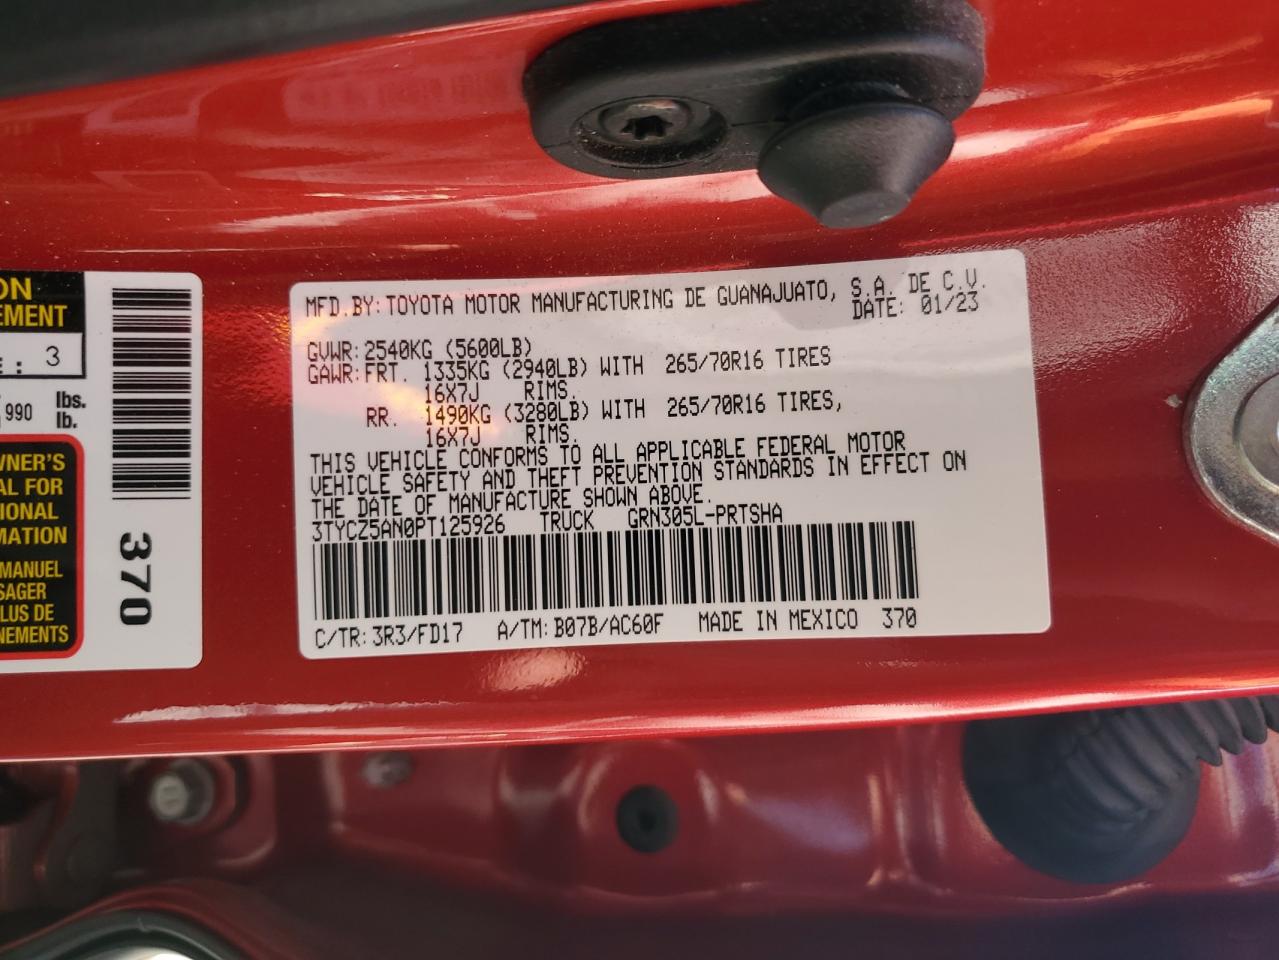 ON
EMENT
E : 3
990 lbs.
lb.
WNER'S
AL FOR
IONAL
MATION
MANUEL
SAGER
LUS DE
NEMENTS
370
MFD.BY: TOYOTA MOTOR MANUFACTURING DE GUANAJUATO, S.A. DE C.V.
DATE: 01/23
GVWR: 2540KG (5600LB)
GAWR: FRT. 1335KG (2940LB) WITH 265/70R16 TIRES
16X7J RIMS.
RR. 1490KG (3280LB) WITH 265/70R16 TIRES,
16X7J RIMS.
THIS VEHICLE CONFORMS TO ALL APPLICABLE FEDERAL MOTOR
VEHICLE SAFETY AND THEFT PREVENTION STANDARDS IN EFFECT ON
THE DATE OF MANUFACTURE SHOWN ABOVE.
3TYCZ5AN0PT125926 TRUCK GRN305L-PRTSHA
C/TR: 3R3/FD17 A/TM: B07B/AC60F MADE IN MEXICO 370